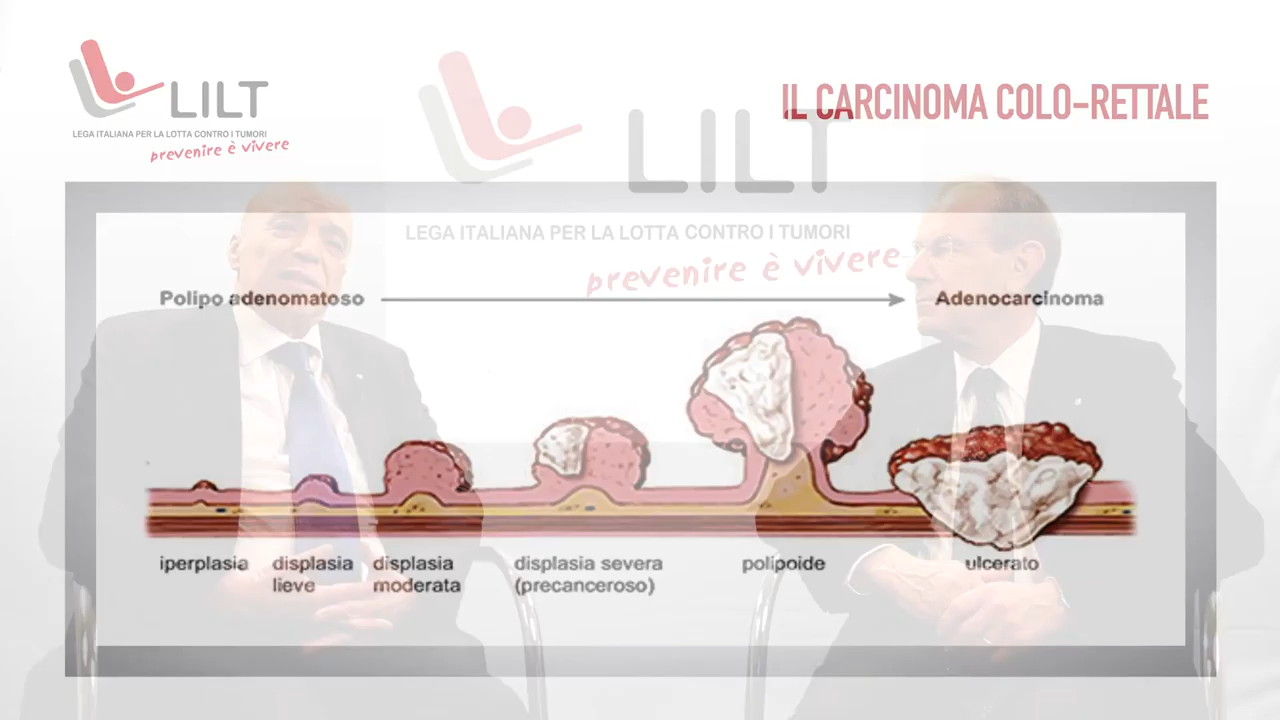 LILT
LEGA ITALIANA PER LA LOTTA CONTRO I TUMORI
prevenire è vivere
IL CARCINOMA COLO-RETTALE
LILT
LEGA ITALIANA PER LA LOTTA CONTRO I TUMORI
prevenire è vivere
Polipo adenomatoso
Adenocarcinoma
iperplasia
displasia
lieve
displasia
moderata
displasia severa
(precanceroso)
polipoide
ulcerato